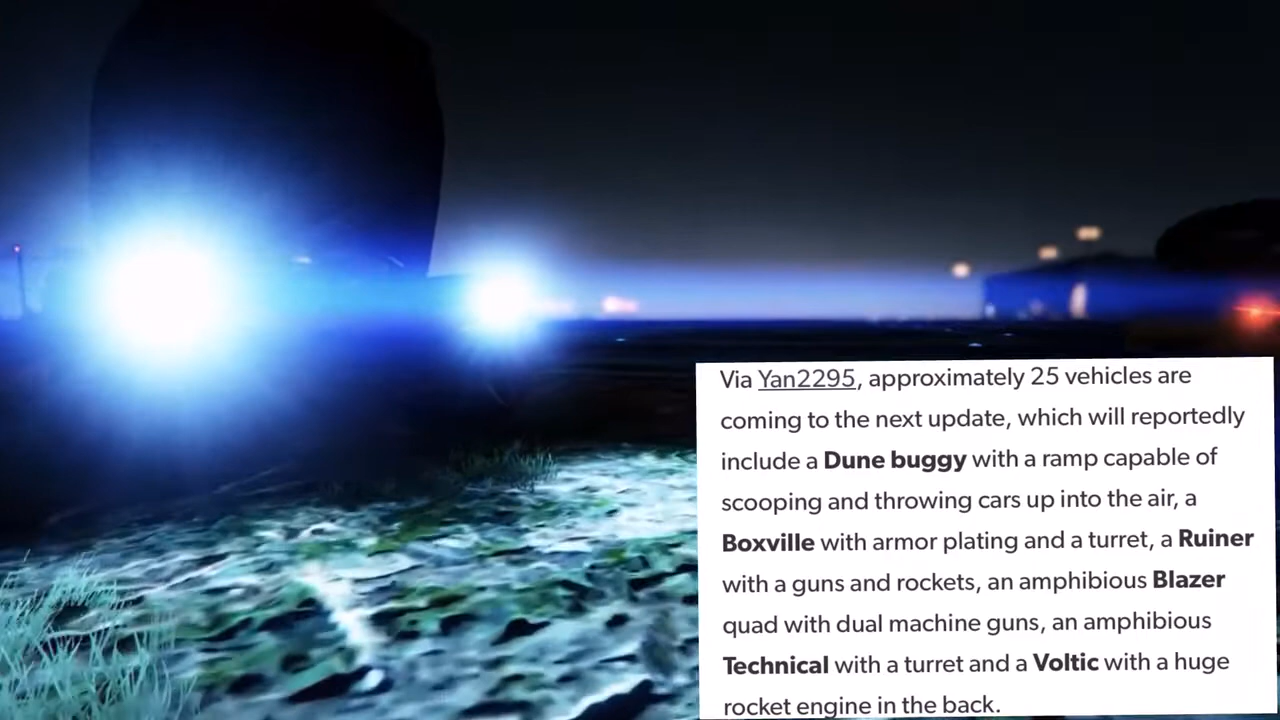 Via Yan2295, approximately 25 vehicles are
coming to the next update, which will reportedly
include a Dune buggy with a ramp capable of
scooping and throwing cars up into the air, a
Boxville with armor plating and a turret, a Ruiner
with a guns and rockets, an amphibious Blazer
quad with dual machine guns, an amphibious
Technical with a turret and a Voltic with a huge
rocket engine in the back.